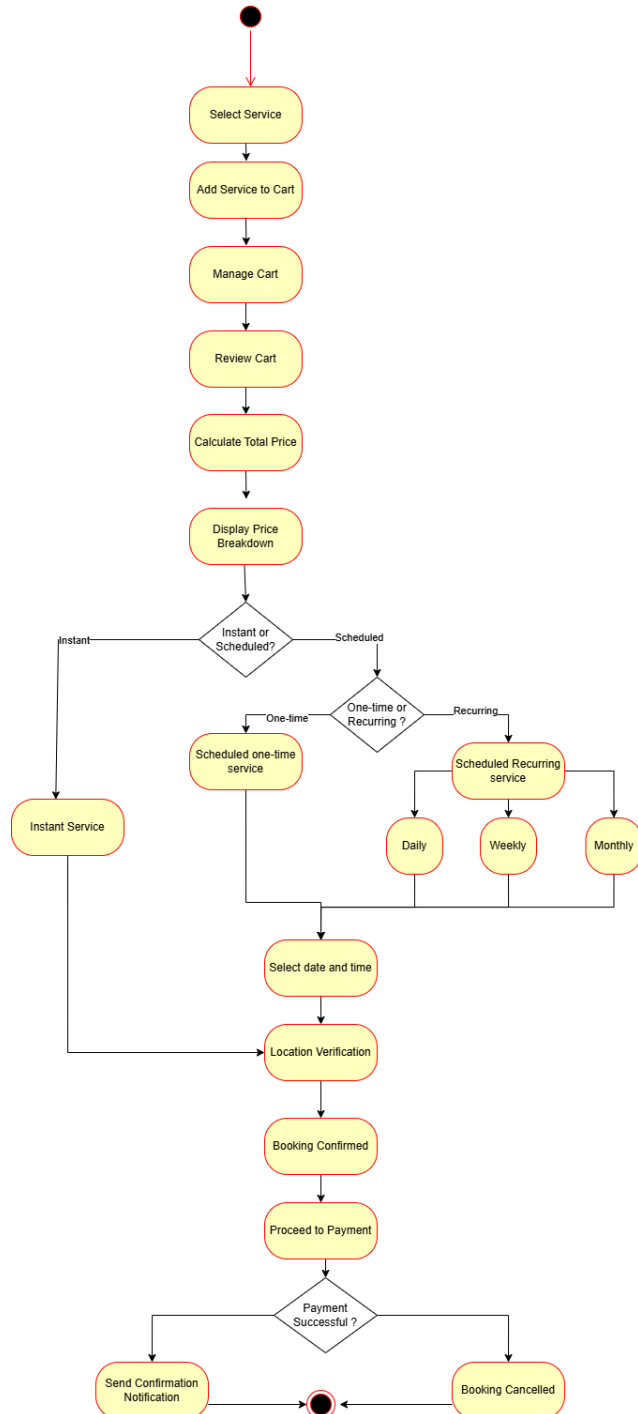 Select Service
Add Service to Cart
Manage Cart
Review Cart
Calculate Total Price
Display Price
Breakdown
Instant or
Scheduled?
Instant
Scheduled
One-time or
Recurring ?
One-time
Recurring
Scheduled one-time
service
Scheduled Recurring
service
Instant Service
Daily
Weekly
Monthly
Select date and time
Location Verification
Booking Confirmed
Proceed to Payment
Payment
Successful ?
Send Confirmation
Notification
Booking Cancelled